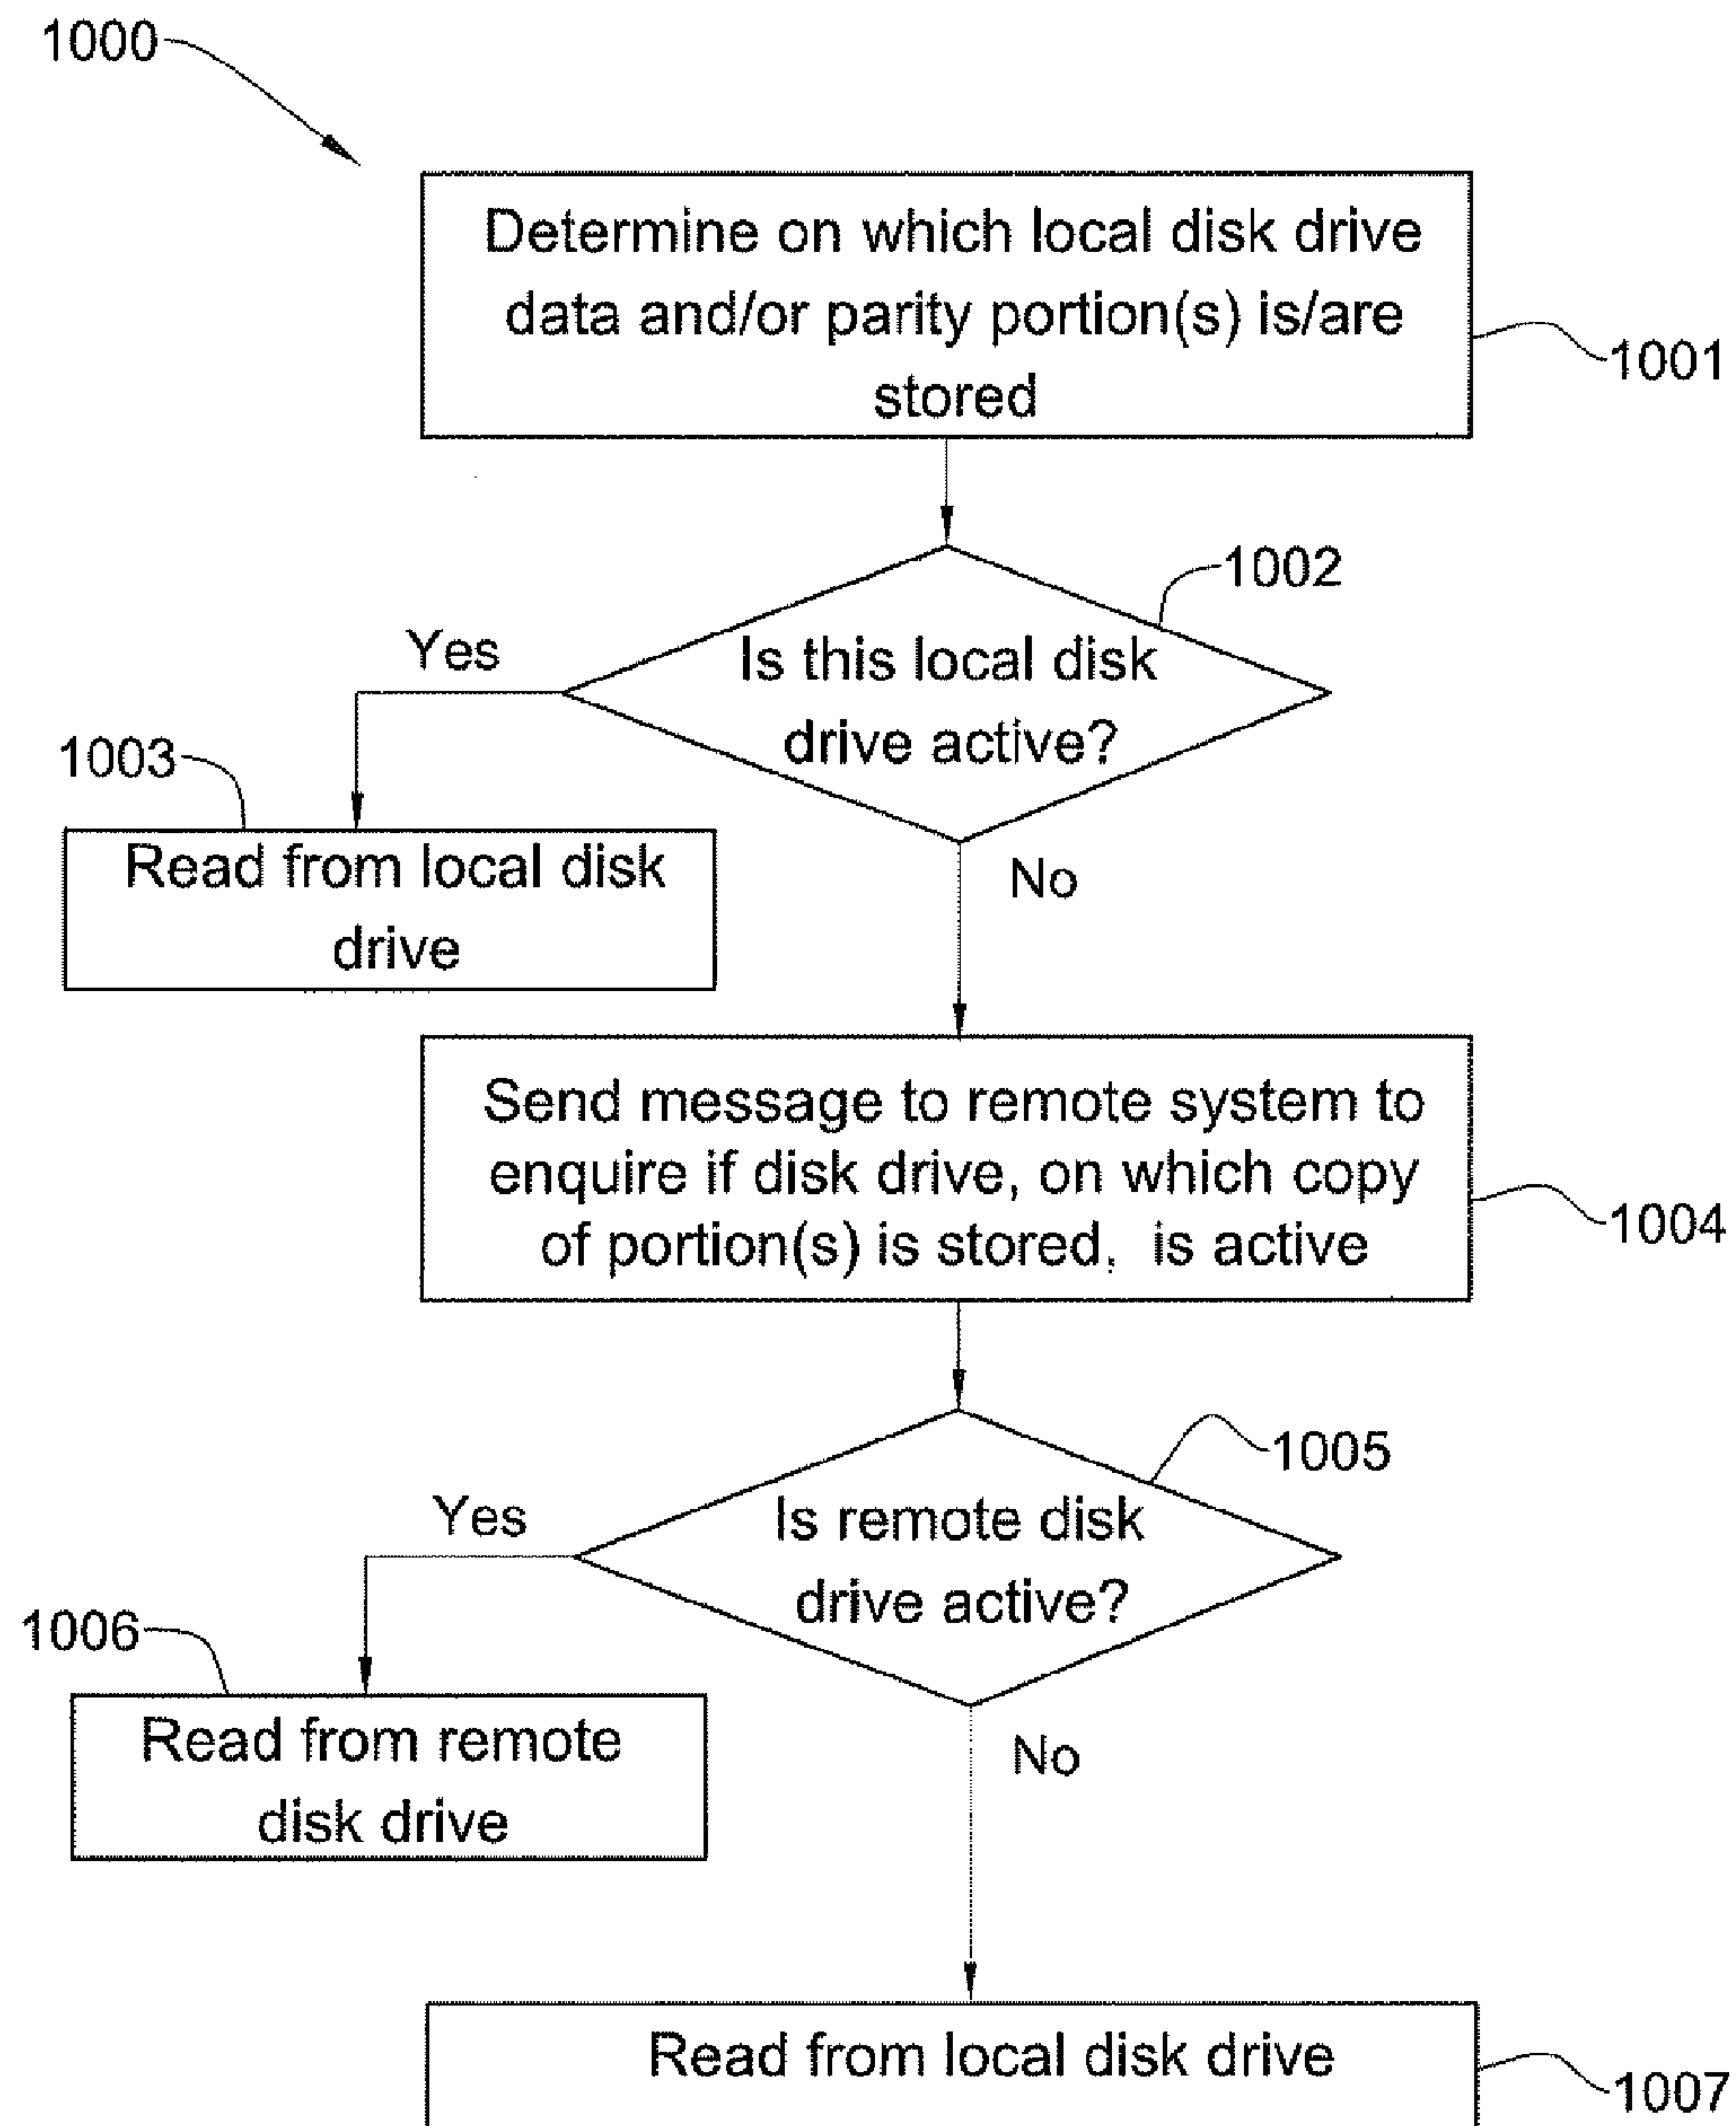 1000
Determine on which local disk drive
data and/or parity portion(s) is/are
stored
1001
1002
Is this local disk
drive active?
Yes
1003
Read from local disk
drive
No
Send message to remote system to
enquire if disk drive, on which copy
of portion(s) is stored, is active
1004
1005
Is remote disk
drive active?
Yes
1006
Read from remote
disk drive
No
Read from local disk drive
1007